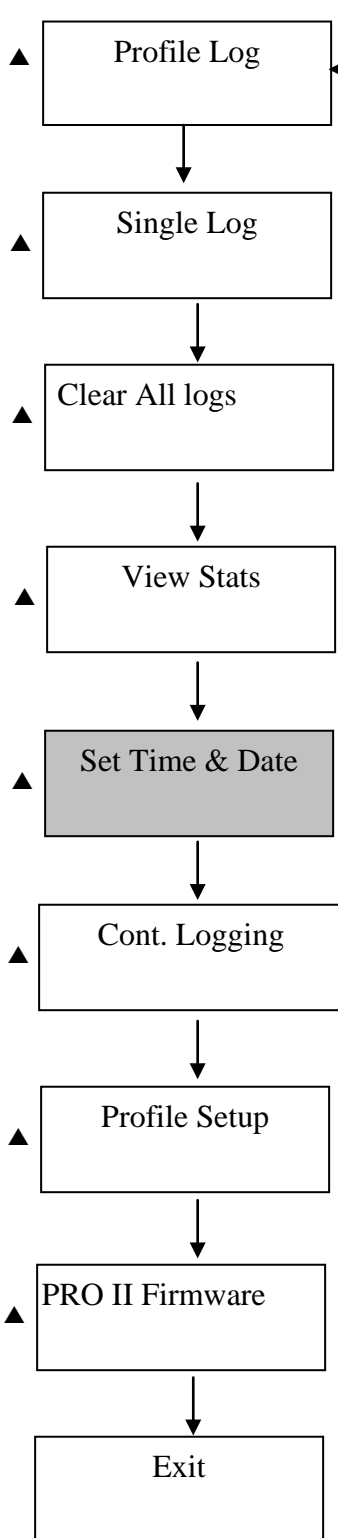 Profile Log
Single Log
Clear All logs
View Stats
Set Time & Date
Cont. Logging
Profile Setup
PRO II Firmware
Exit